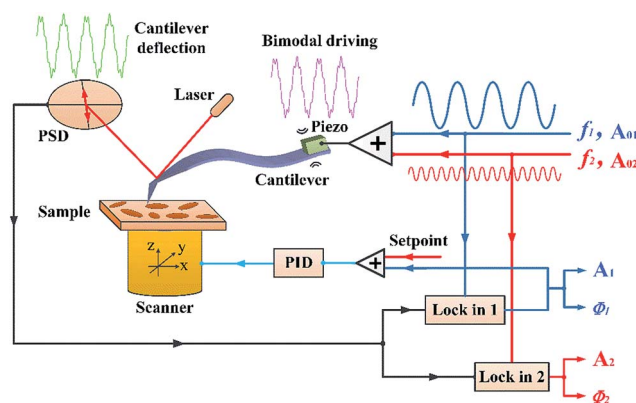 Cantilever
deflection
Bimodal driving
Laser
PSD
Piezo
+
f1, A01
f2, A02
Cantilever
Sample
Setpoint
z
y
x
PID
+
Scanner
A1
Lock in 1
Φ1
A2
Lock in 2
Φ2